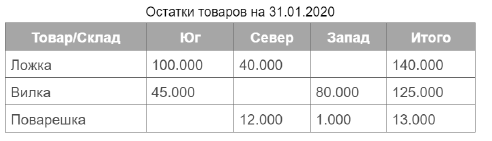 Остатки товаров на 31.01.2020
Товар/Склад Юг Север Запад Итого
Ложка 100.000 40.000 140.000
Вилка 45.000 80.000 125.000
Поварешка 12.000 1.000 13.000